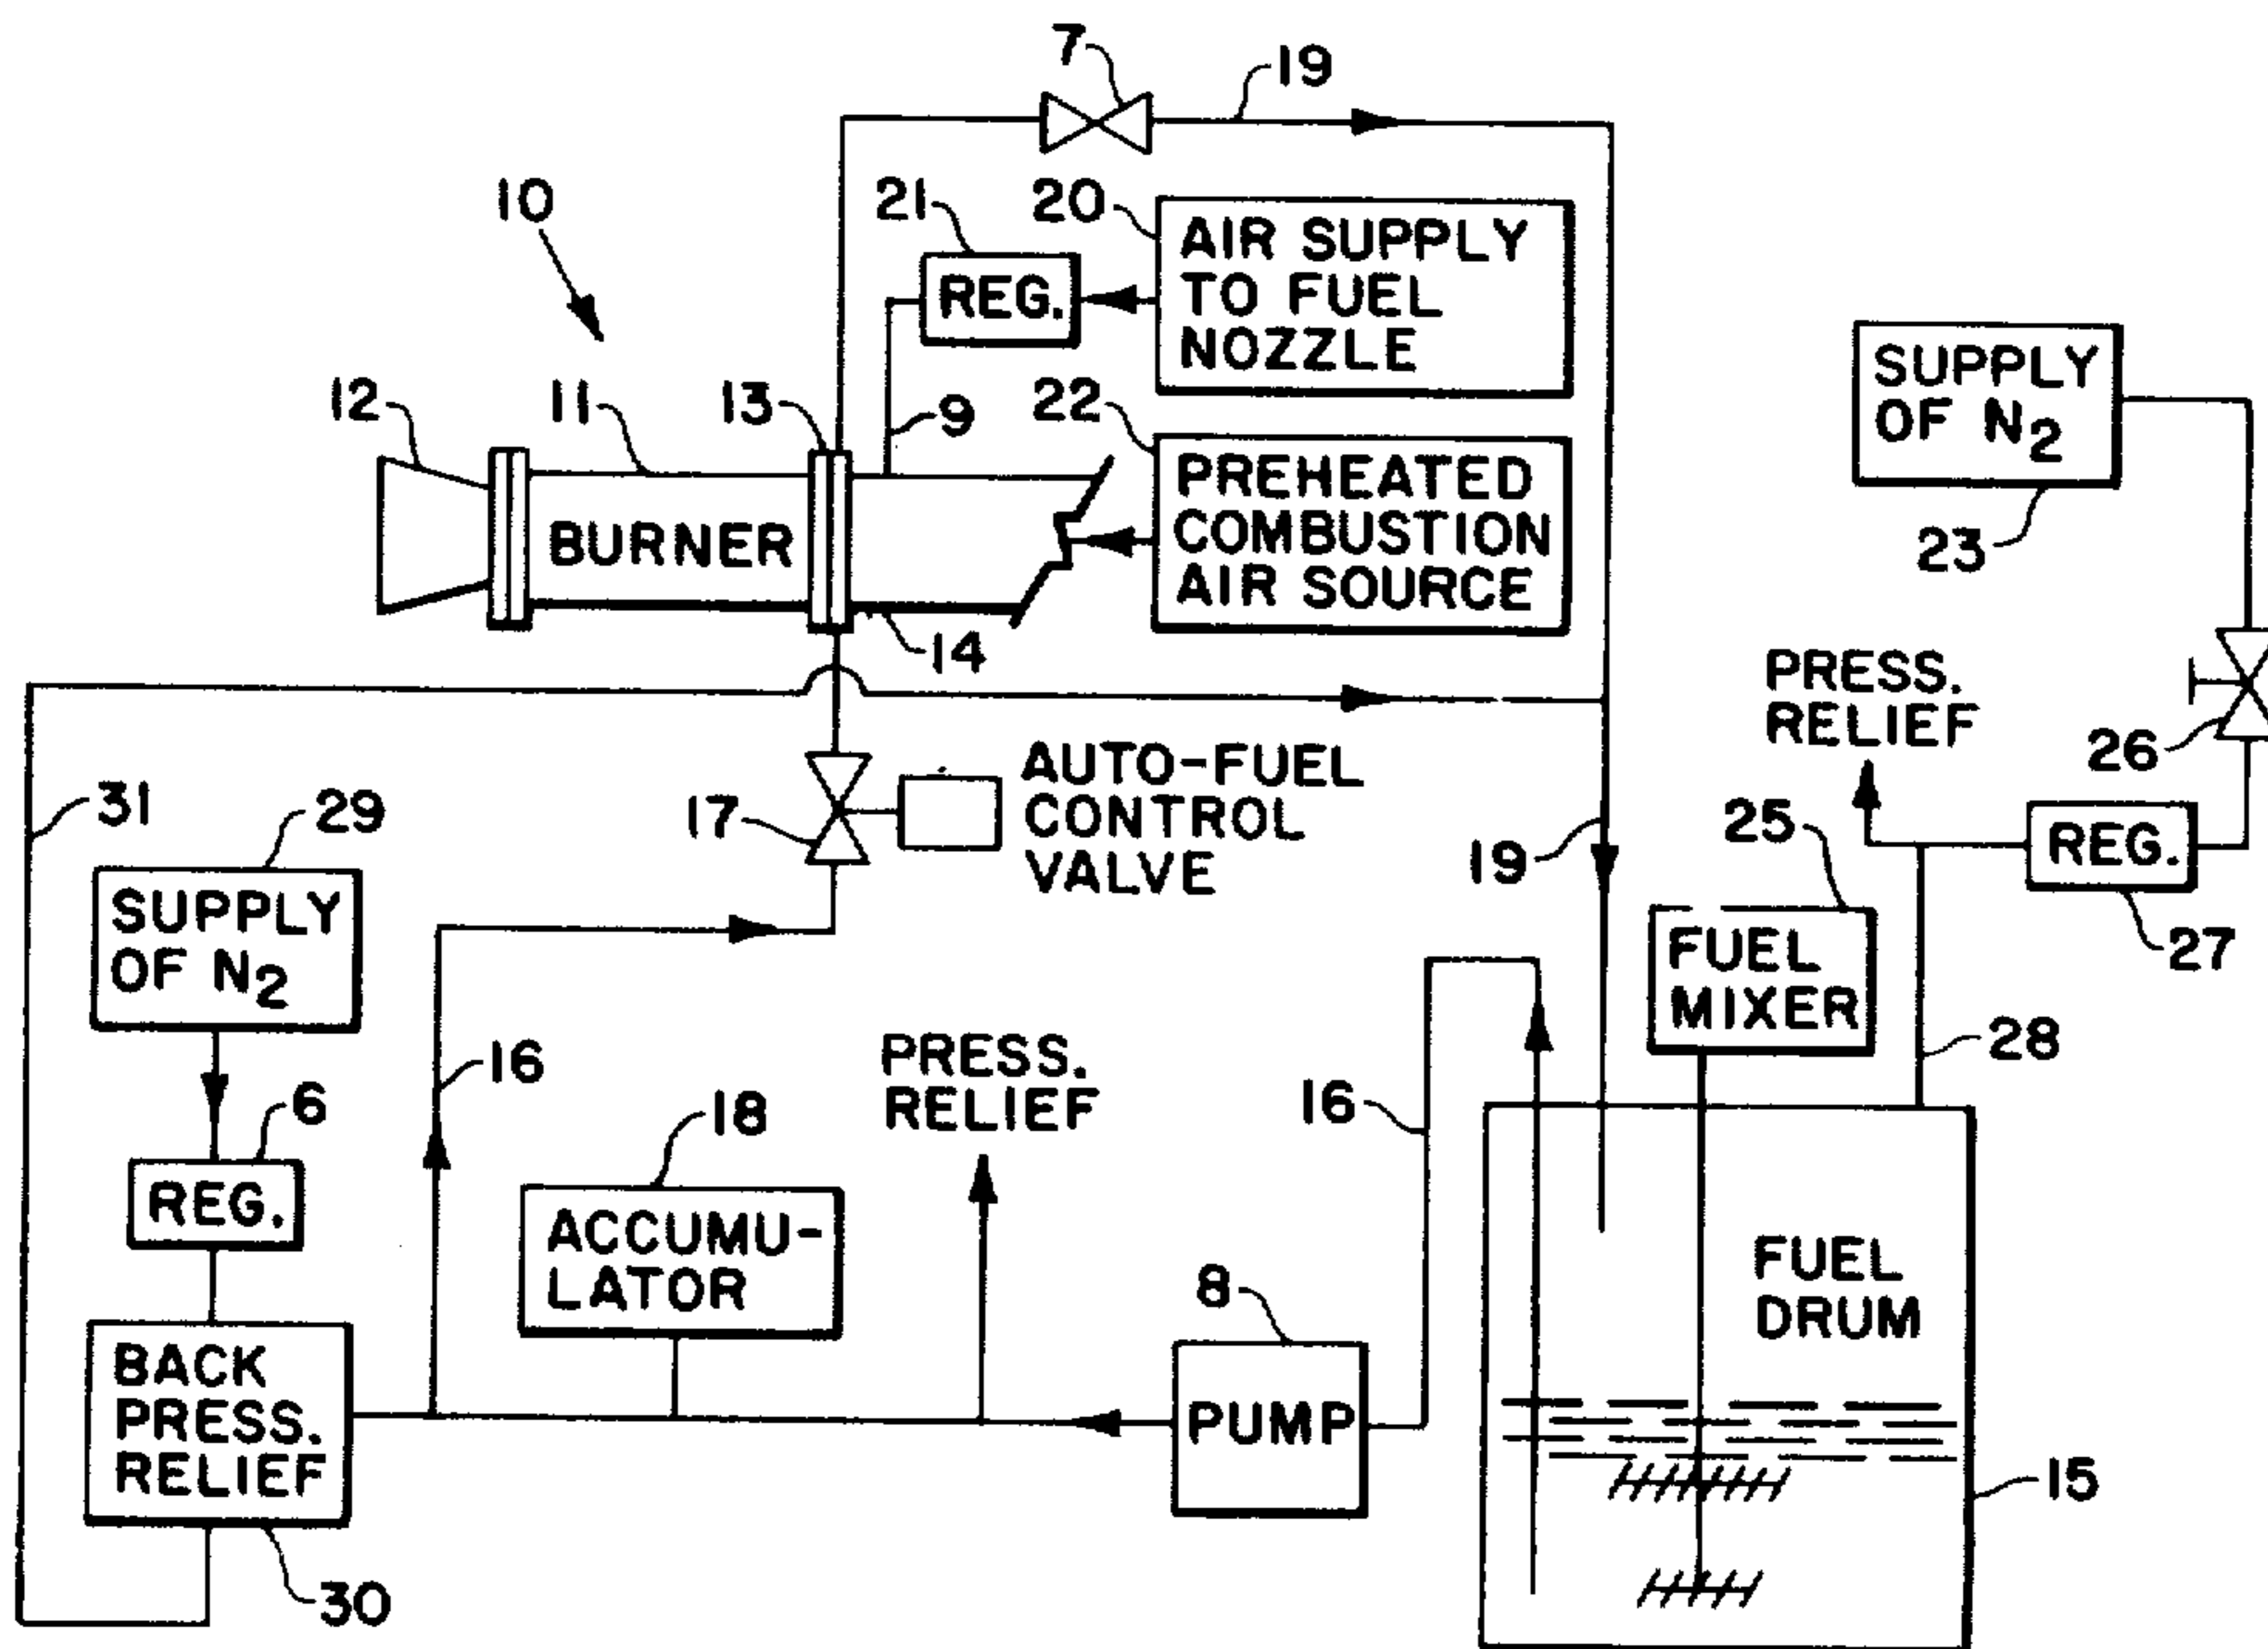 7
19
10
21
20
AIR SUPPLY
TO FUEL
NOZZLE
REG.
12
11
13
9
22
PREHEATED
COMBUSTION
AIR SOURCE
BURNER
14
SUPPLY
OF N2
23
PRESS.
RELIEF
26
31
29
17
AUTO-FUEL
CONTROL
VALVE
19
25
REG.
27
SUPPLY
OF N2
FUEL
MIXER
28
16
6
REG.
18
ACCUMU-
LATOR
PRESS.
RELIEF
16
8
PUMP
FUEL
DRUM
15
BACK
PRESS.
RELIEF
30